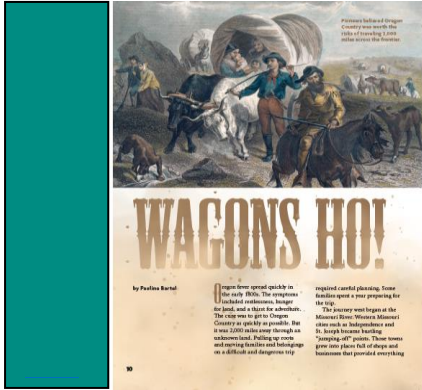 Pioneers believed Oregon
Country was worth the
risks of traveling 2,000
miles across the frontier.
WAGONS HO!
by Pauline Bartel
Oregon fever spread quickly in
the early 1800s. The symptoms
included restlessness, hunger
for land, and a thirst for adventure.
The cure was to get to Oregon
Country as quickly as possible. But
it was 2,000 miles away through an
unknown land. Pulling up roots
and moving families and belongings
on a difficult and dangerous trip
required careful planning. Some
families spent a year preparing for
the trip.
The journey went began at the
Missouri River. Western Missouri
cities such as Independence and
St. Joseph became bustling
"jumping-off" points. Those towns
grew into places full of shops and
businesses that provided everything
10